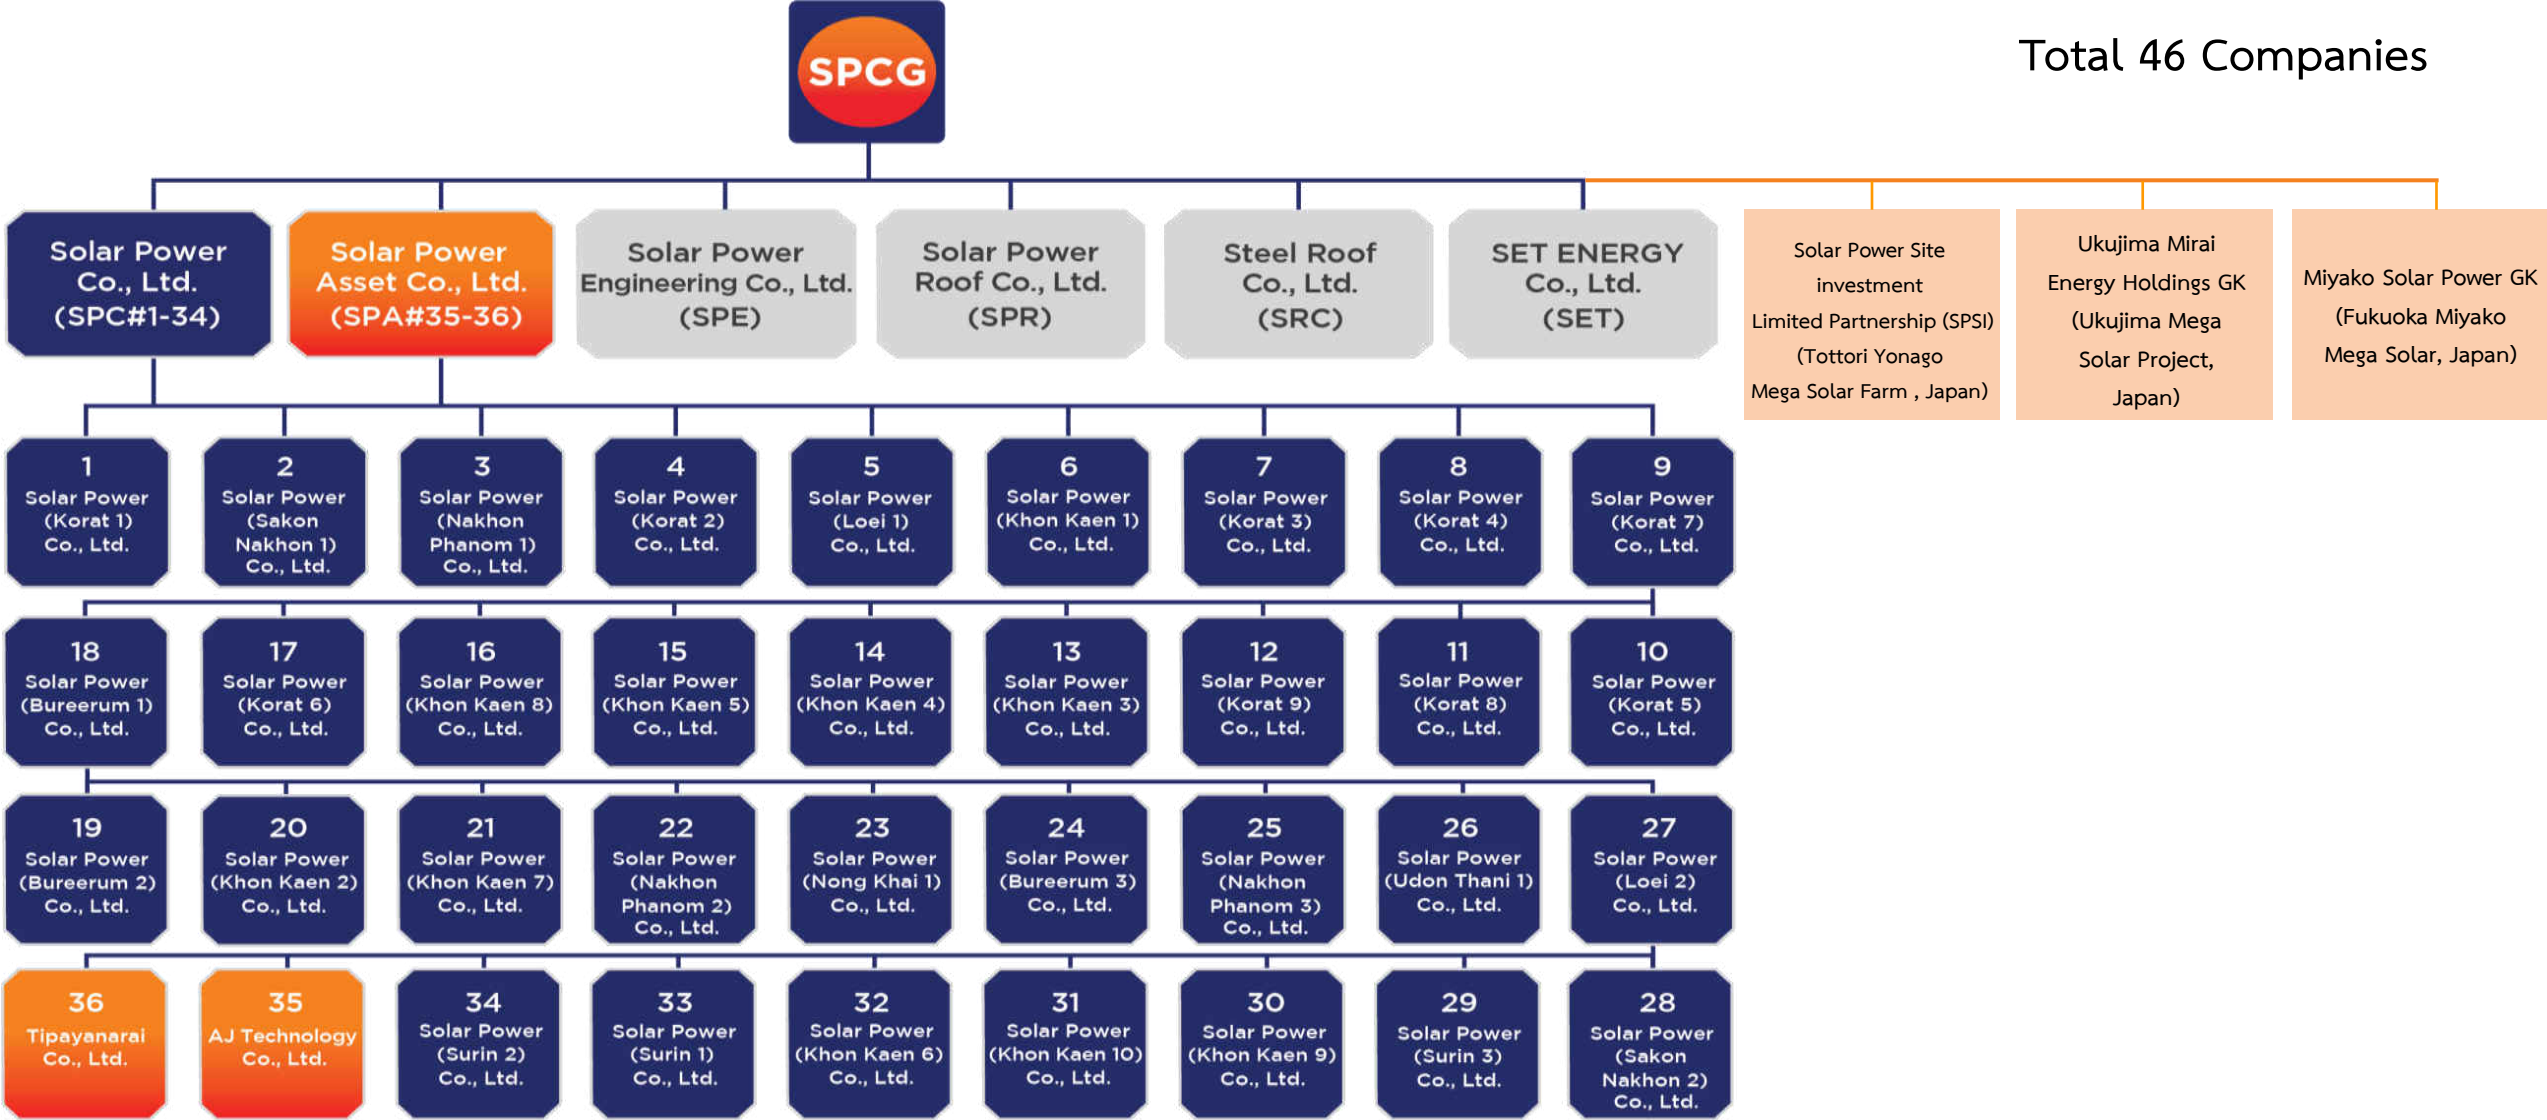 SPCG
Total 46 Companies
Solar Power
Co., Ltd.
(SPC#1-34)
Solar Power
Asset Co., Ltd.
(SPA#35-36)
Solar Power
Engineering Co., Ltd.
(SPE)
Solar Power
Roof Co., Ltd.
(SPR)
Steel Roof
Co., Ltd.
(SRC)
SET ENERGY
Co., Ltd.
(SET)
Solar Power Site
investment
Limited Partnership (SPSI)
(Tottori Yonago
Mega Solar Farm , Japan)
Ukujima Mirai
Energy Holdings GK
(Ukujima Mega
Solar Project,
Japan)
Miyako Solar Power GK
(Fukuoka Miyako
Mega Solar, Japan)
1
Solar Power
(Korat 1)
Co., Ltd.
2
Solar Power
(Sakon
Nakhon 1)
Co., Ltd.
3
Solar Power
(Nakhon
Phanom 1)
Co., Ltd.
4
Solar Power
(Korat 2)
Co., Ltd.
5
Solar Power
(Loei 1)
Co., Ltd.
6
Solar Power
(Khon Kaen 1)
Co., Ltd.
7
Solar Power
(Korat 3)
Co., Ltd.
8
Solar Power
(Korat 4)
Co., Ltd.
9
Solar Power
(Korat 7)
Co., Ltd.
18
Solar Power
(Bureerum 1)
Co., Ltd.
17
Solar Power
(Korat 6)
Co., Ltd.
16
Solar Power
(Khon Kaen 8)
Co., Ltd.
15
Solar Power
(Khon Kaen 5)
Co., Ltd.
14
Solar Power
(Khon Kaen 4)
Co., Ltd.
13
Solar Power
(Khon Kaen 3)
Co., Ltd.
12
Solar Power
(Korat 9)
Co., Ltd.
11
Solar Power
(Korat 8)
Co., Ltd.
10
Solar Power
(Korat 5)
Co., Ltd.
19
Solar Power
(Bureerum 2)
Co., Ltd.
20
Solar Power
(Khon Kaen 2)
Co., Ltd.
21
Solar Power
(Khon Kaen 7)
Co., Ltd.
22
Solar Power
(Nakhon
Phanom 2)
Co., Ltd.
23
Solar Power
(Nong Khai 1)
Co., Ltd.
24
Solar Power
(Bureerum 3)
Co., Ltd.
25
Solar Power
(Nakhon
Phanom 3)
Co., Ltd.
26
Solar Power
(Udon Thani 1)
Co., Ltd.
27
Solar Power
(Loei 2)
Co., Ltd.
36
Tipayanarai
Co., Ltd.
35
AJ Technology
Co., Ltd.
34
Solar Power
(Surin 2)
Co., Ltd.
33
Solar Power
(Surin 1)
Co., Ltd.
32
Solar Power
(Khon Kaen 6)
Co., Ltd.
31
Solar Power
(Khon Kaen 10)
Co., Ltd.
30
Solar Power
(Khon Kaen 9)
Co., Ltd.
29
Solar Power
(Surin 3)
Co., Ltd.
28
Solar Power
(Sakon
Nakhon 2)
Co., Ltd.